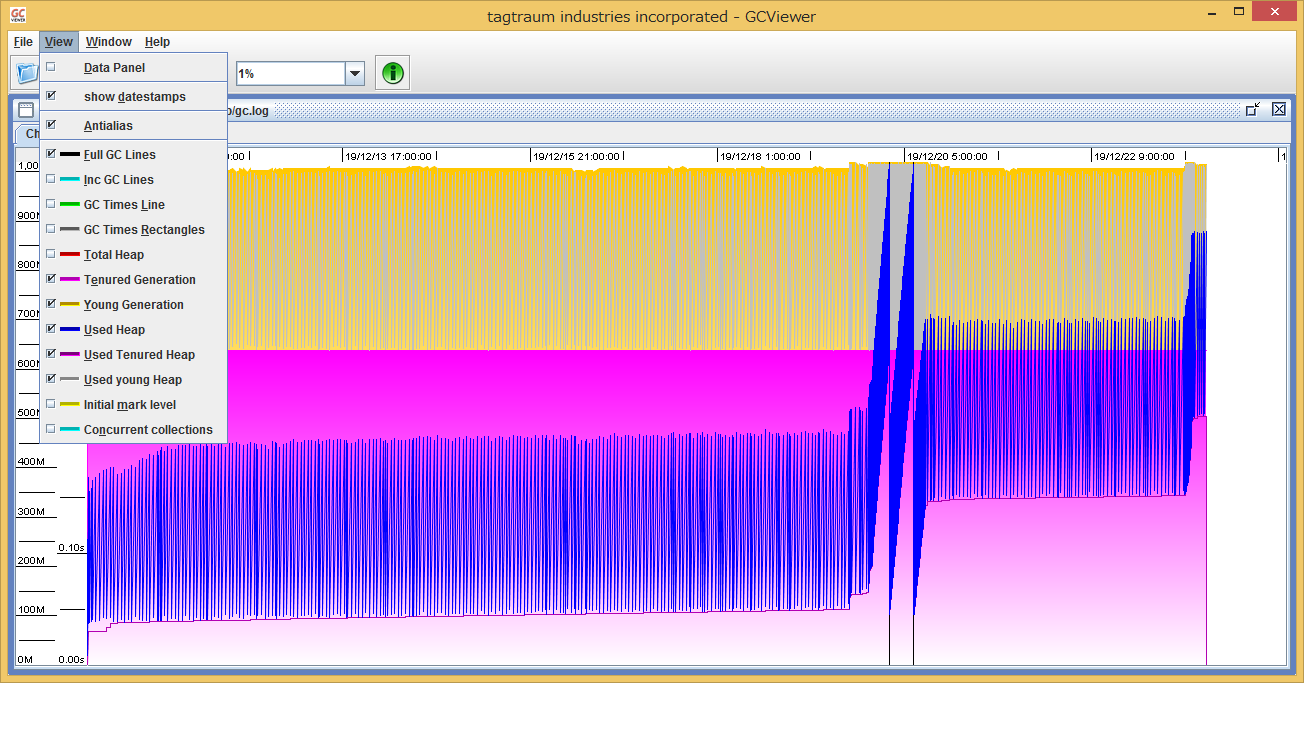 GC
VIEWER
tagtraum industries incorporated - GCViewer
File View Window Help
1%
Data Panel
show datestamps
Antialias
Full GC Lines
Inc GC Lines
GC Times Line
GC Times Rectangles
Total Heap
Tenured Generation
Young Generation
Used Heap
Used Tenured Heap
Used young Heap
Initial mark level
Concurrent collections
/gc.log
Ch
:00
19/12/13 17:00:00
19/12/15 21:00:00
19/12/18 1:00:00
19/12/20 5:00:00
19/12/22 9:00:00
1,00
900M
800
700M
600M
500M
400M
300M
200M
100M
0M
0.10s
0.00s